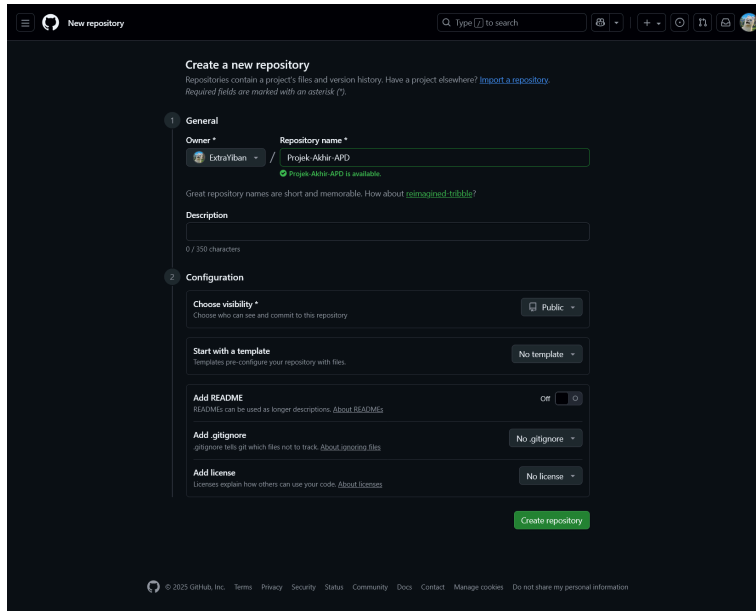 New repository
Type / to search
Create a new repository
Repositories contain a project's files and version history. Have a project elsewhere? Import a repository.
Required fields are marked with an asterisk (*).
1 General
Owner * Repository name *
ExtraYiban / Projek-Akhir-APD
Projek-Akhir-APD is available.
Great repository names are short and memorable. How about reimagined-tribble?
Description
0 / 350 characters
2 Configuration
Choose visibility * Public
Choose who can see and commit to this repository
Start with a template No template
Templates pre-configure your repository with files.
Add README Off
READMEs can be used as longer descriptions. About READMEs
Add .gitignore No .gitignore
.gitignore tells git which files not to track. About ignoring files
Add license No license
Licenses explain how others can use your code. About licenses
Create repository
© 2025 GitHub, Inc. Terms Privacy Security Status Community Docs Contact Manage cookies Do not share my personal information